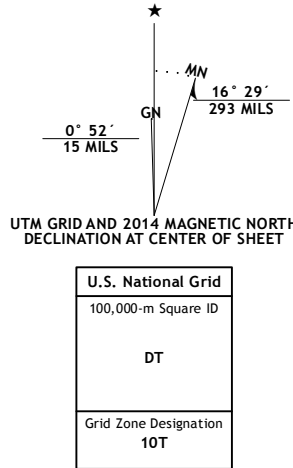 ★
MN
GN
16° 29´
293 MILS
0° 52´
15 MILS
UTM GRID AND 2014 MAGNETIC NORTH
DECLINATION AT CENTER OF SHEET
U.S. National Grid
100,000-m Square ID
DT
Grid Zone Designation
10T